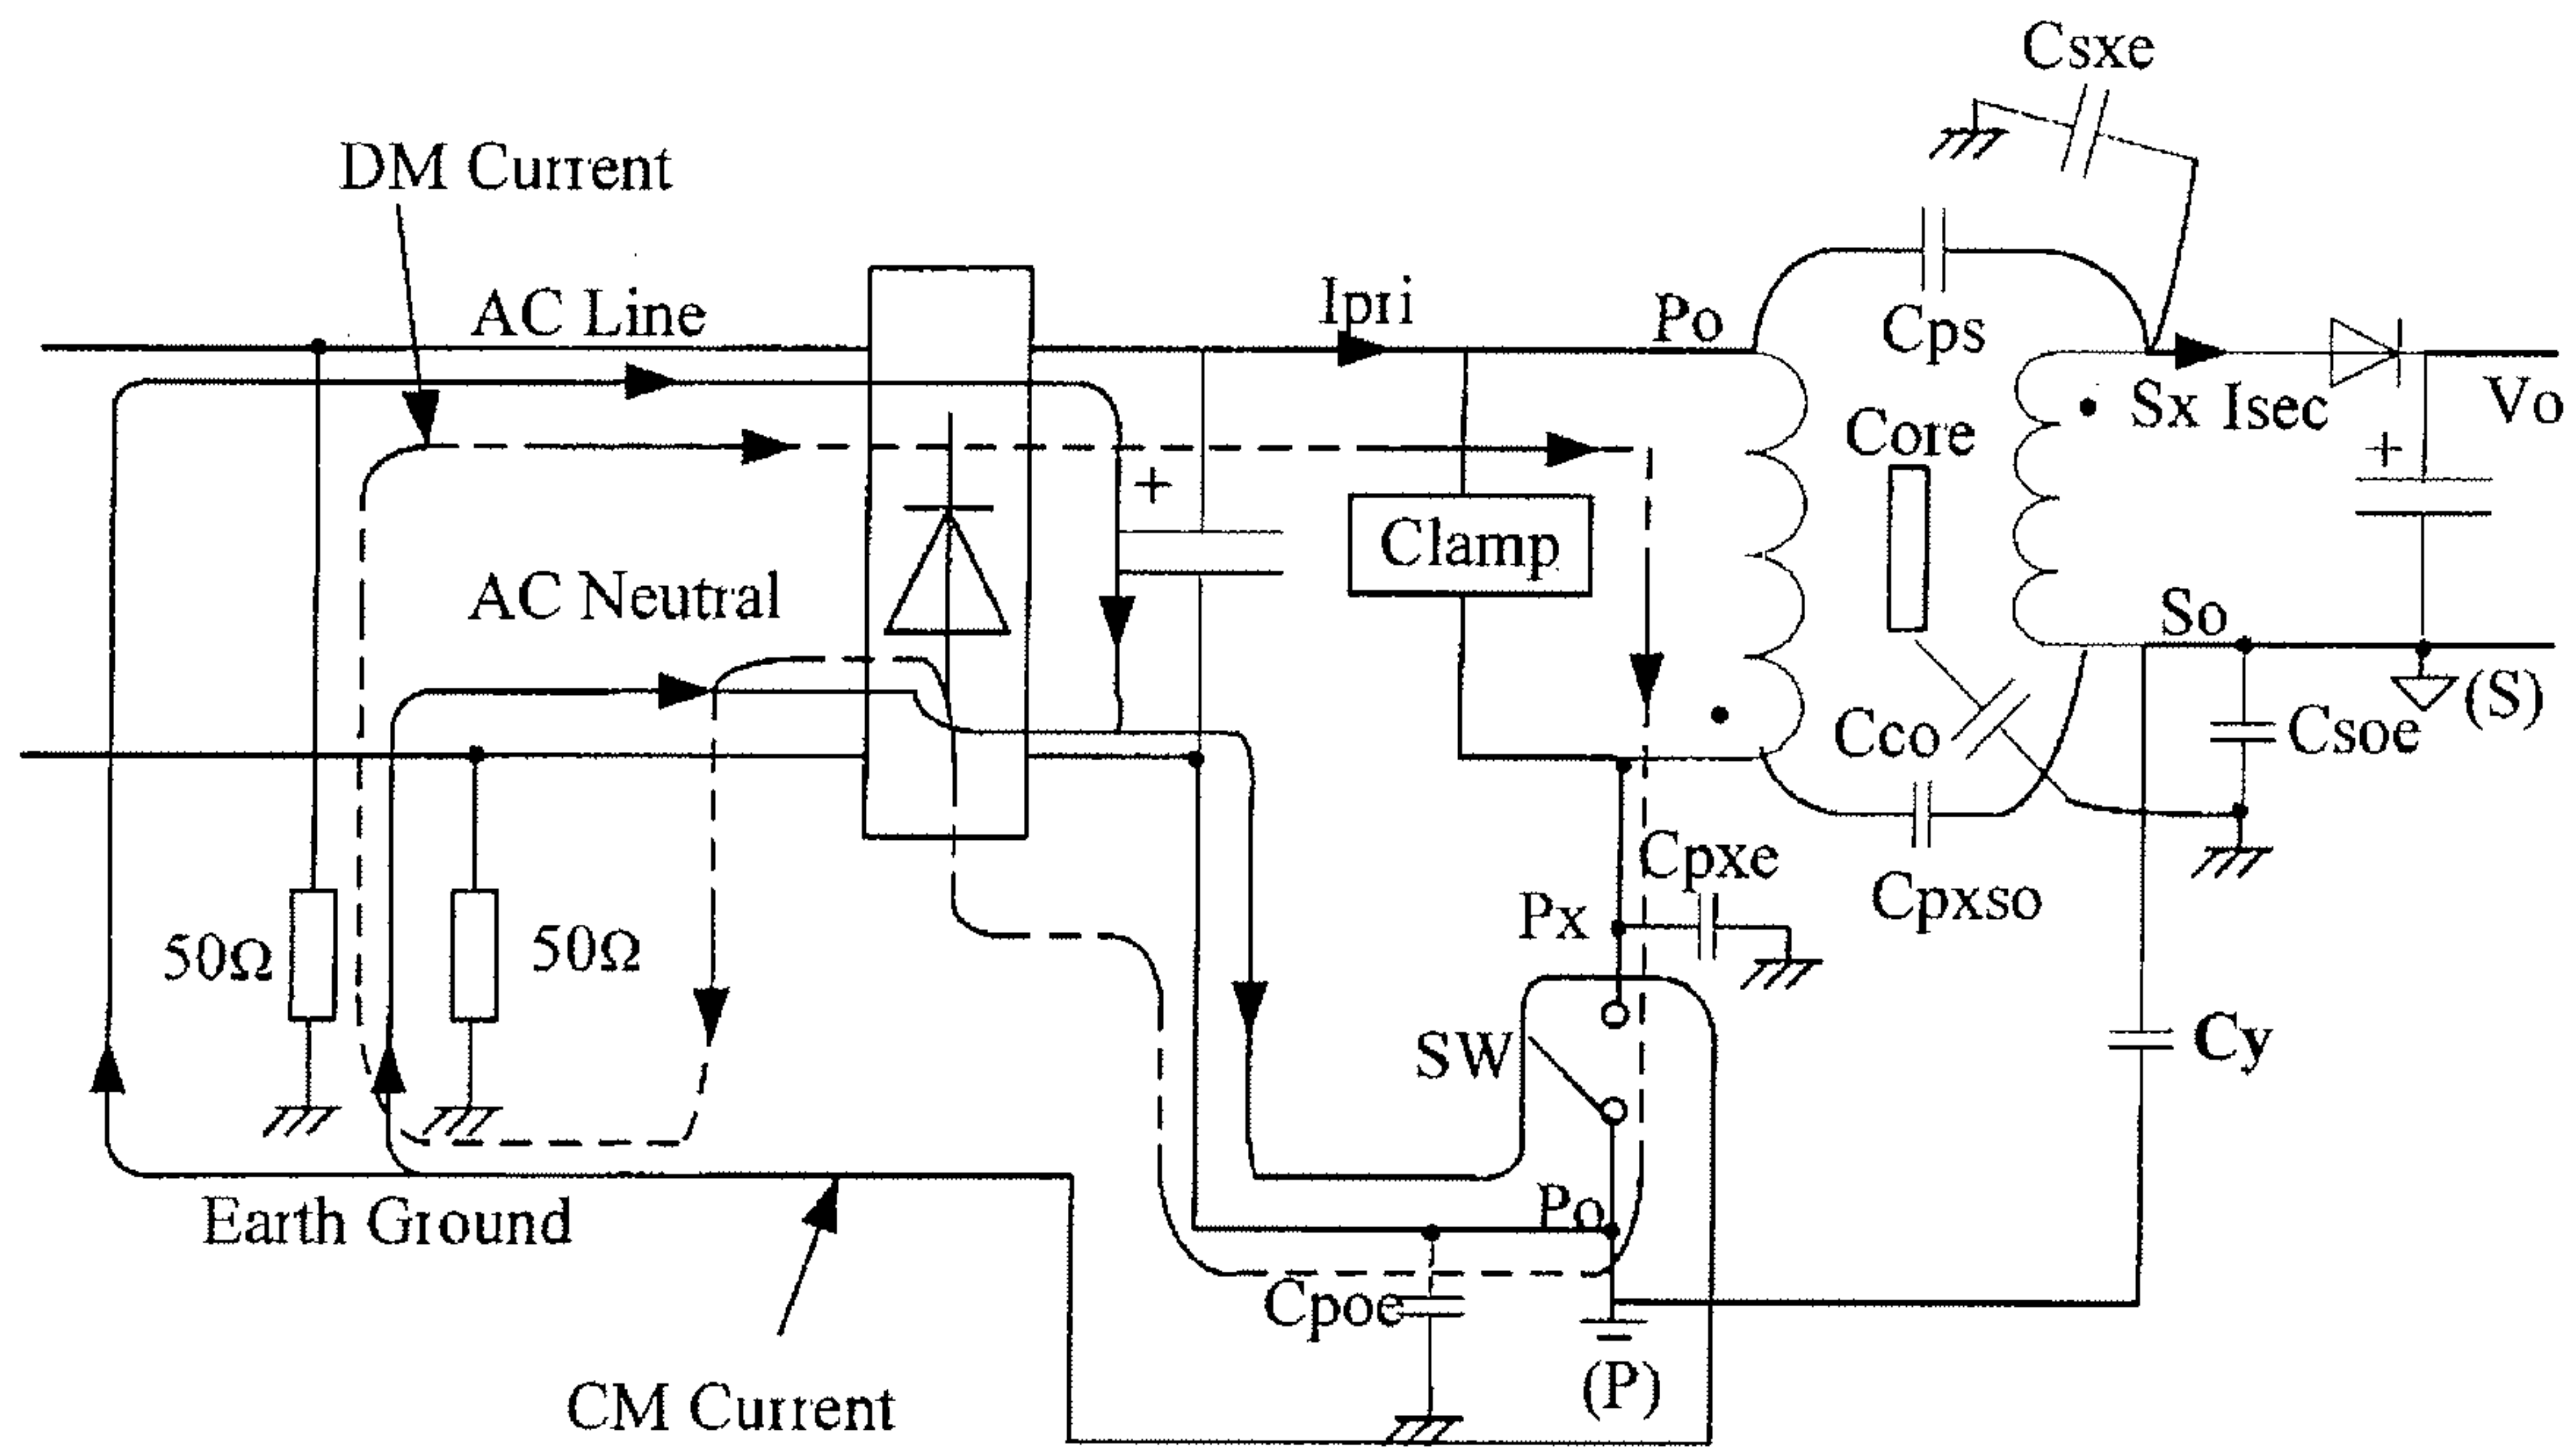 Csxe
DM Current
AC Line
Ipri
Po
Cps
Sx Isec
Vo
Core
+
+
Clamp
AC Neutral
So
(S)
Csoe
Cco
Cpxe
Cpxso
Px
50Ω
50Ω
SW
Cy
Po
Earth Ground
Cpoe
(P)
CM Current